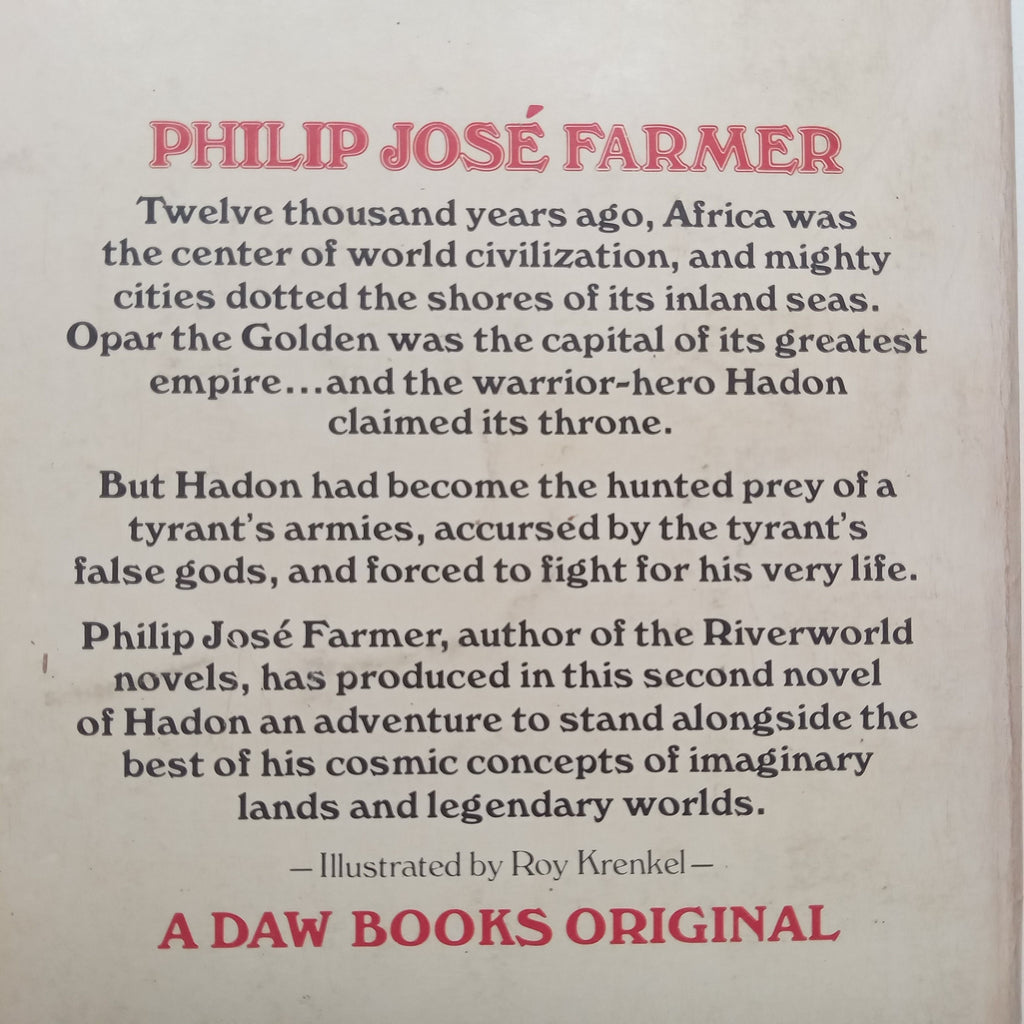 PHILIP JOSÉ FARMER
Twelve thousand years ago, Africa was
the center of world civilization, and mighty
cities dotted the shores of its inland seas.
Opar the Golden was the capital of its greatest
empire...and the warrior-hero Hadon
claimed its throne.
But Hadon had become the hunted prey of a
tyrant's armies, accursed by the tyrant's
false gods, and forced to fight for his very life.
Philip José Farmer, author of the Riverworld
novels, has produced in this second novel
of Hadon an adventure to stand alongside the
best of his cosmic concepts of imaginary
lands and legendary worlds.
—Illustrated by Roy Krenkel—
A DAW BOOKS ORIGINAL